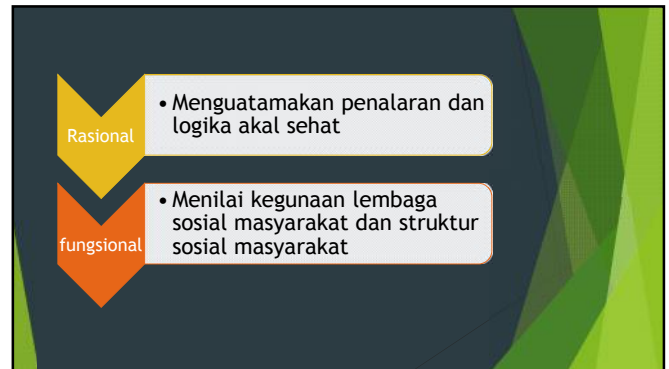 Rasional
• Menguatamakan penalaran dan
logika akal sehat
fungsional
• Menilai kegunaan lembaga
sosial masyarakat dan struktur
sosial masyarakat